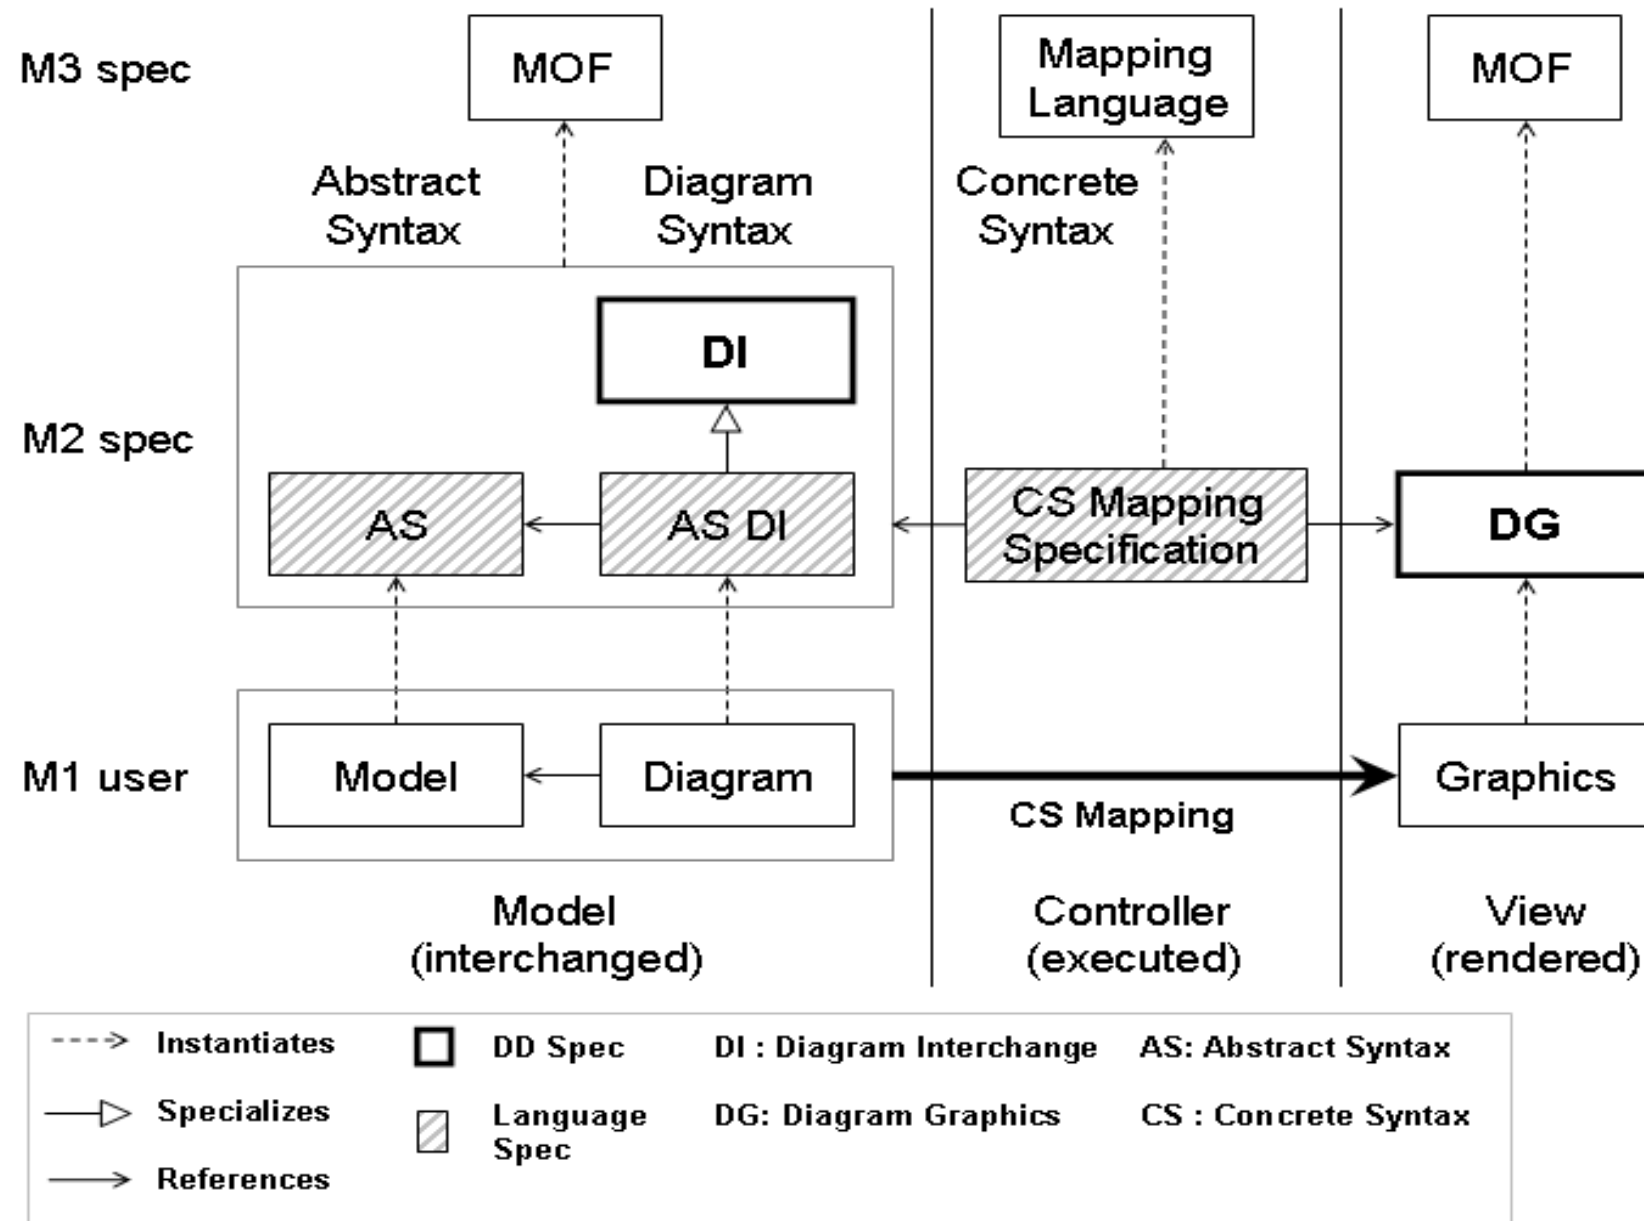 M3 spec
MOF
Mapping
Language
MOF
Abstract
Syntax
Diagram
Syntax
Concrete
Syntax
DI
M2 spec
AS
AS DI
CS Mapping
Specification
DG
M1 user
Model
Diagram
CS Mapping
Graphics
Model
(interchanged)
Controller
(executed)
View
(rendered)
Instantiates
DD Spec
DI : Diagram Interchange
AS: Abstract Syntax
Specializes
Language
Spec
DG: Diagram Graphics
CS : Concrete Syntax
References